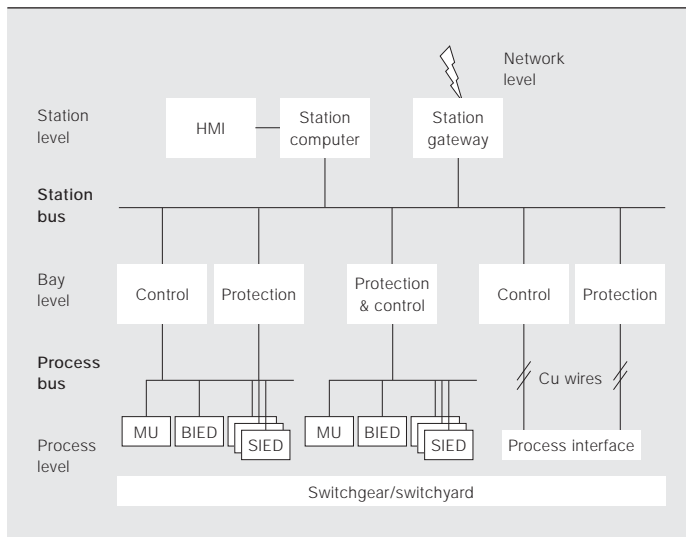 Network
level
Station
level
HMI
Station
computer
Station
gateway
Station
bus
Bay
level
Control
Protection
Protection
& control
Control
Protection
Process
bus
Cu wires
Process
level
MU
BIED
SIED
MU
BIED
SIED
Process interface
Switchgear/switchyard